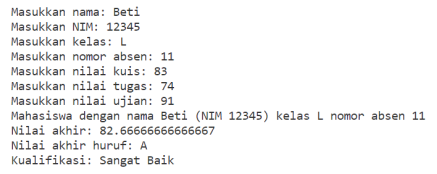 Masukkan nama: Beti
Masukkan NIM: 12345
Masukkan kelas: L
Masukkan nomor absen: 11
Masukkan nilai kuis: 83
Masukkan nilai tugas: 74
Masukkan nilai ujian: 91
Mahasiswa dengan nama Beti (NIM 12345) kelas L nomor absen 11
Nilai akhir: 82.66666666666667
Nilai akhir huruf: A
Kualifikasi: Sangat Baik